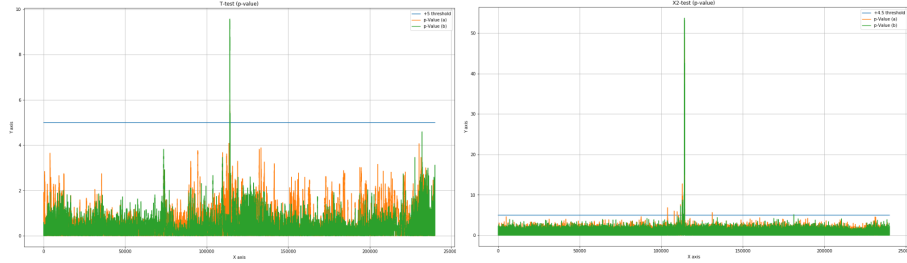 T-test (p-value)
+5 threshold
p-Value (a)
p-Value (b)
Y axis
10
8
6
4
2
0
0
50000
100000
150000
200000
250000
X axis
X2-test (p-value)
+4.5 threshold
p-Value (a)
p-Value (b)
Y axis
50
40
30
20
10
0
0
50000
100000
150000
200000
240000
X axis